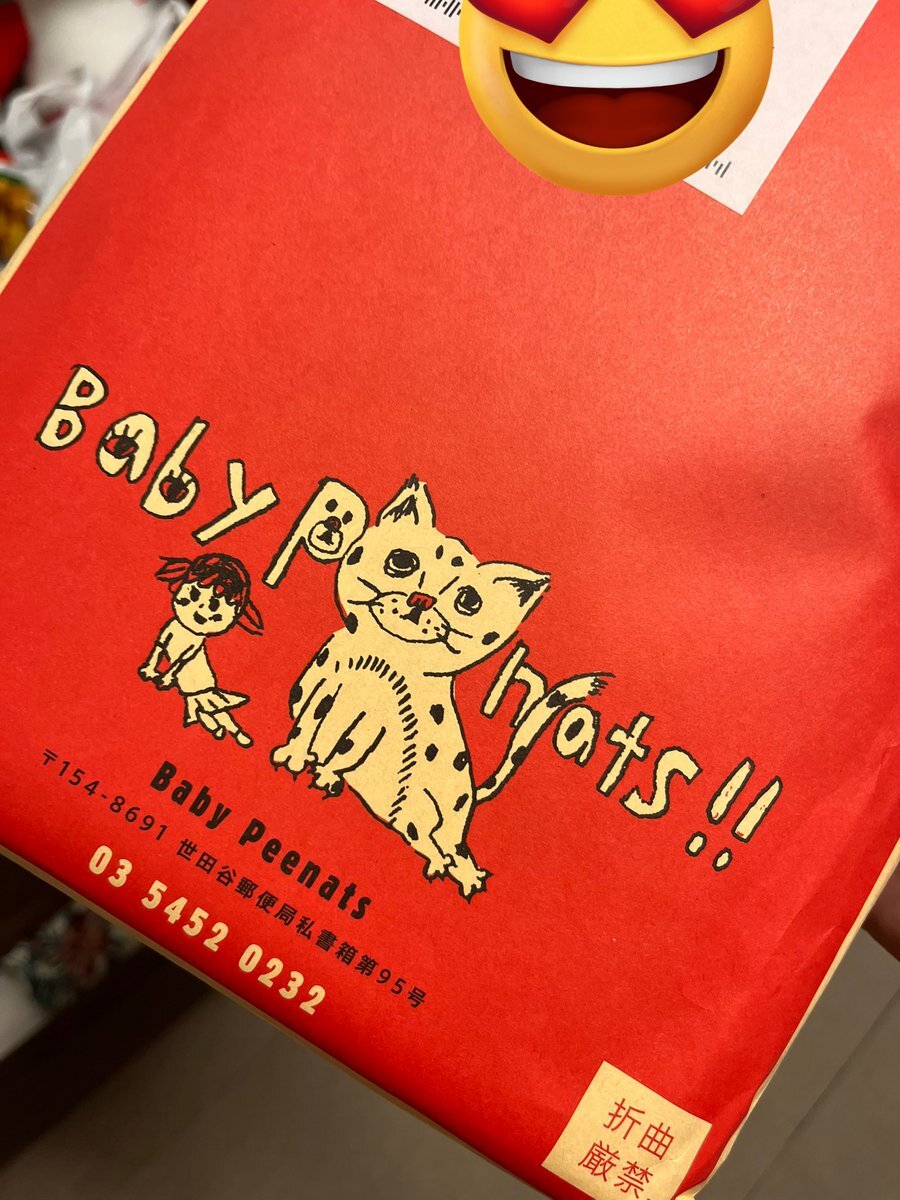 Baby peenats!!
Baby Peenats
〒154-8691 世田谷郵便局私書箱第95号
03 5452 0232
折曲
厳禁